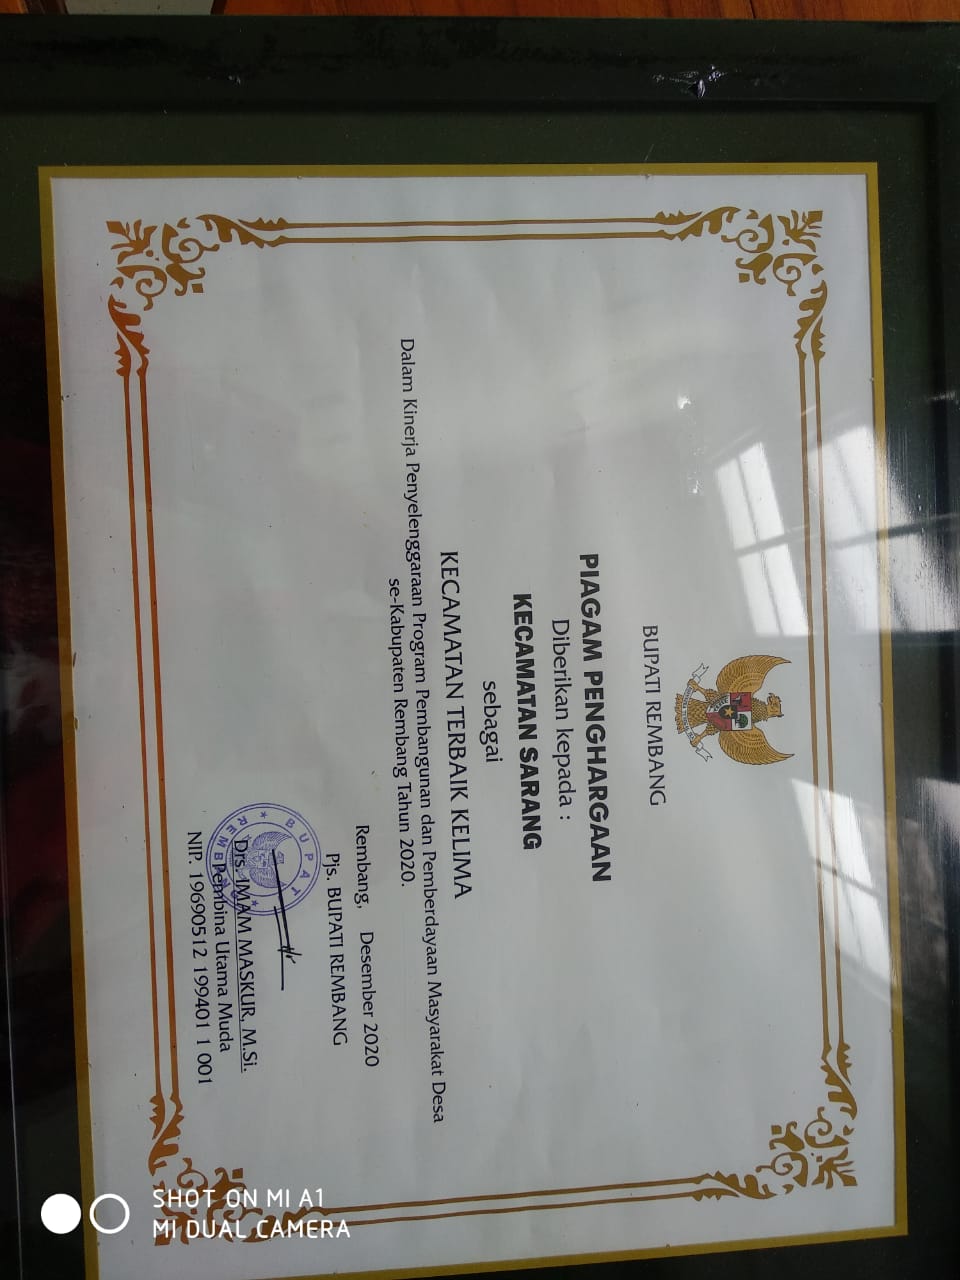 BUPATI REMBANG
PIAGAM PENGHARGAAN
Diberikan kepada :
KECAMATAN SARANG
sebagai
KECAMATAN TERBAIK KELIMA
Dalam Kinerja Penyelenggaraan Program Pembangunan dan Pemberdayaan Masyarakat Desa
se-Kabupaten Rembang Tahun 2020.
Rembang, Desember 2020
Pjs. BUPATI REMBANG
BUPATI
REMBANG
Drs. IMAM MASKUR, M.Si.
Pembina Utama Muda
NIP. 19690512 199401 1 001
SHOT ON MI A1
MI DUAL CAMERA